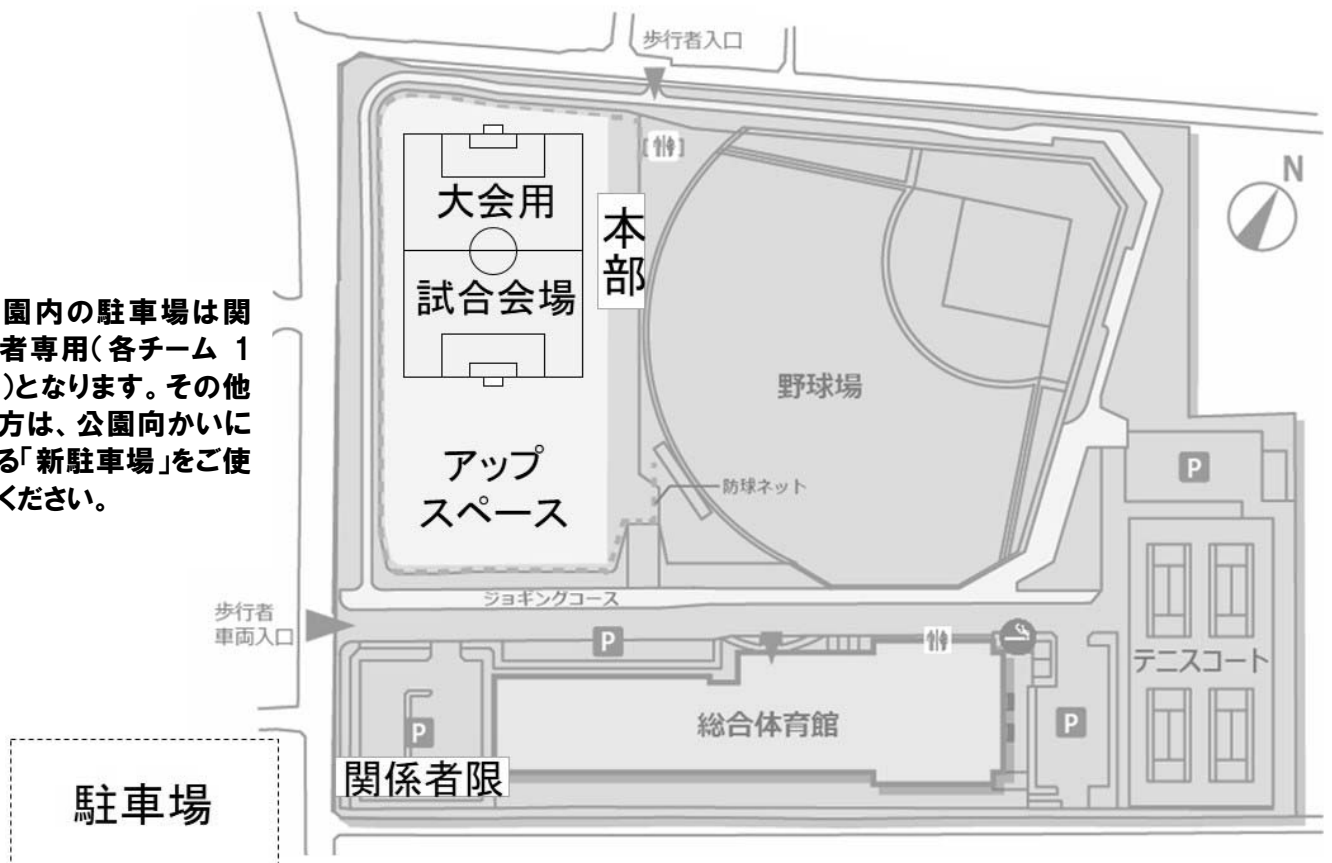 歩行者入口
N
大会用
試合会場
本部
園内の駐車場は関
者専用(各チーム 1
)となります。その他
方は、公園向かいに
る「新駐車場」をご使
ください。
野球場
アップ
スペース
防球ネット
P
ジョギングコース
歩行者
車両入口
P
テニスコート
総合体育館
P
P
関係者限
駐車場